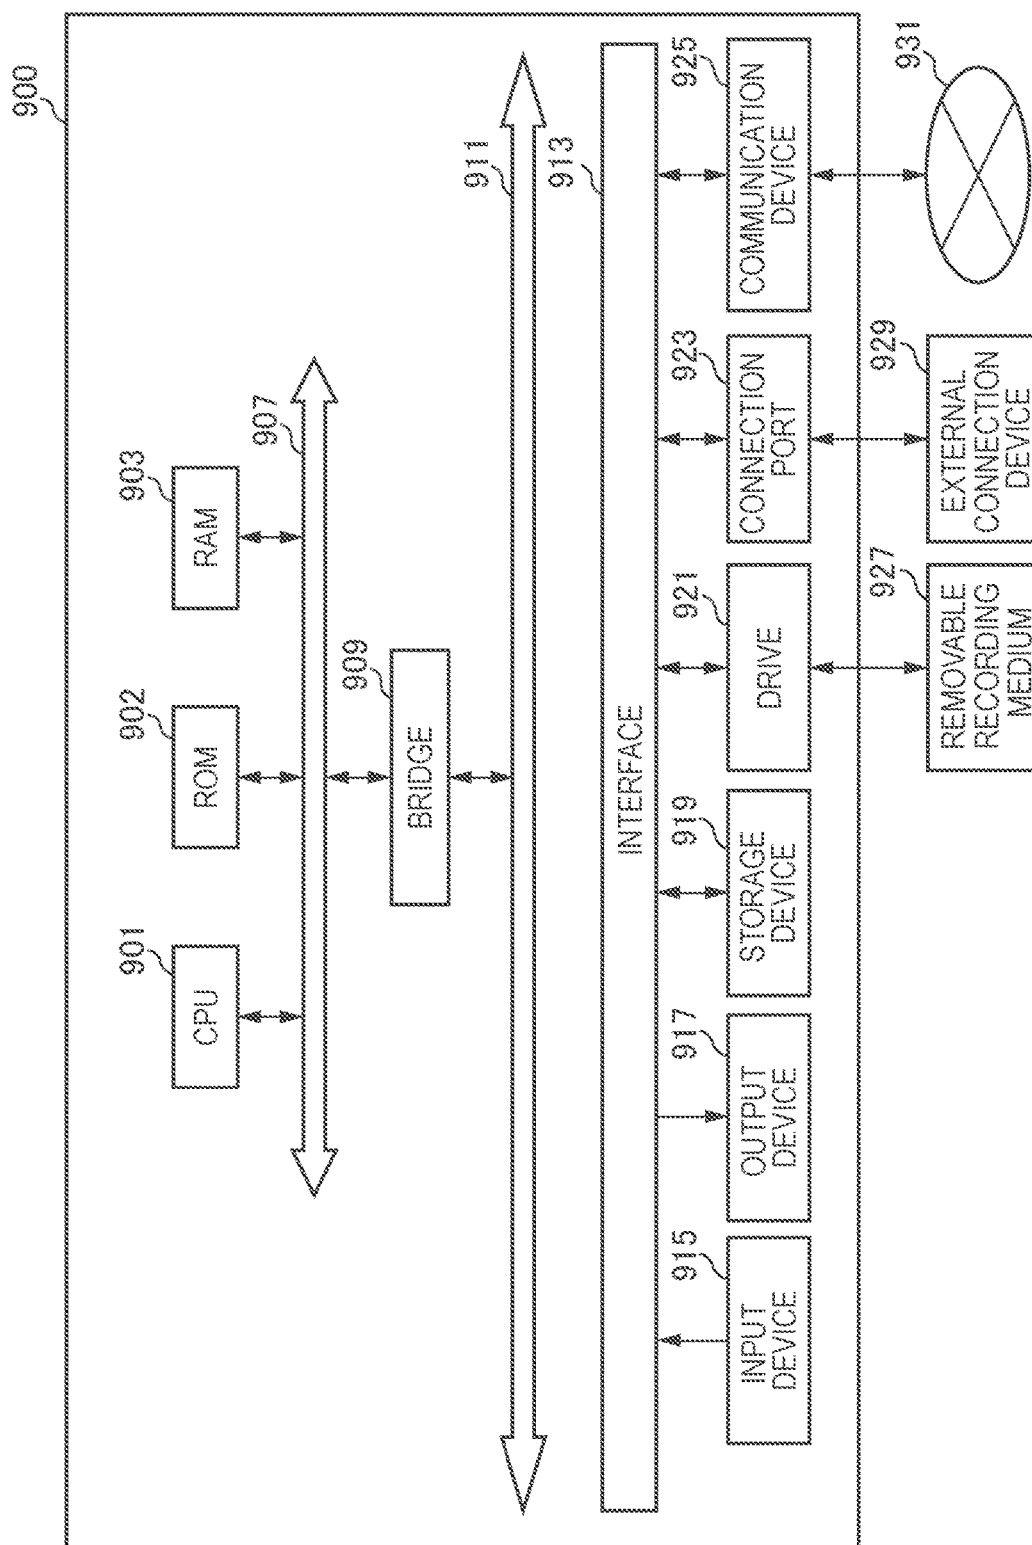 900
901
CPU
902
ROM
903
RAM
907
909
BRIDGE
911
913
INTERFACE
915
INPUT
DEVICE
917
OUTPUT
DEVICE
919
STORAGE
DEVICE
921
DRIVE
923
CONNECTION
PORT
925
COMMUNICATION
DEVICE
927
REMOVABLE
RECORDING
MEDIUM
929
EXTERNAL
CONNECTION
DEVICE
931